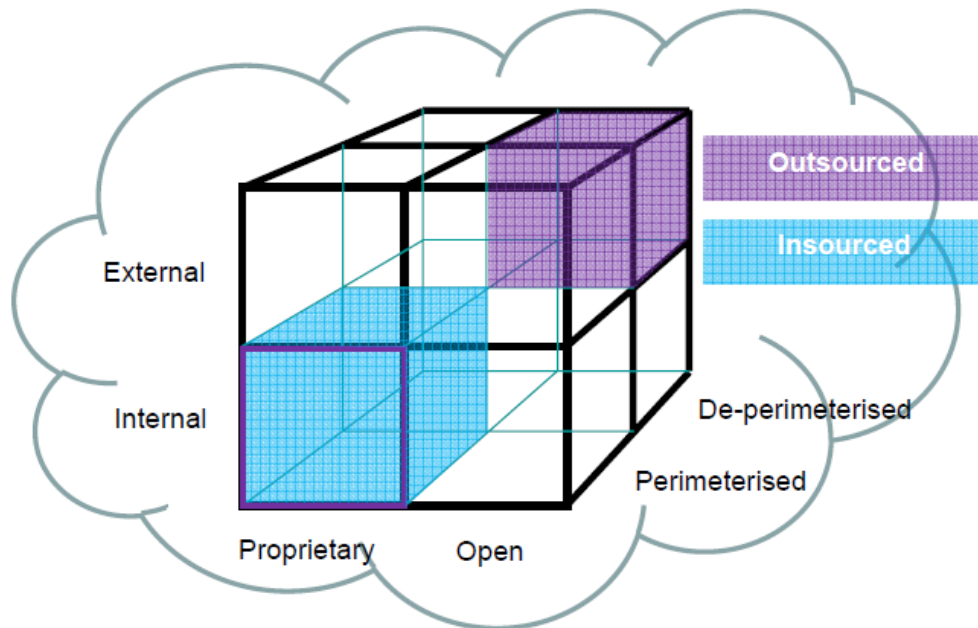 Outsourced
Insourced
External
Internal
De-perimeterised
Perimeterised
Proprietary
Open